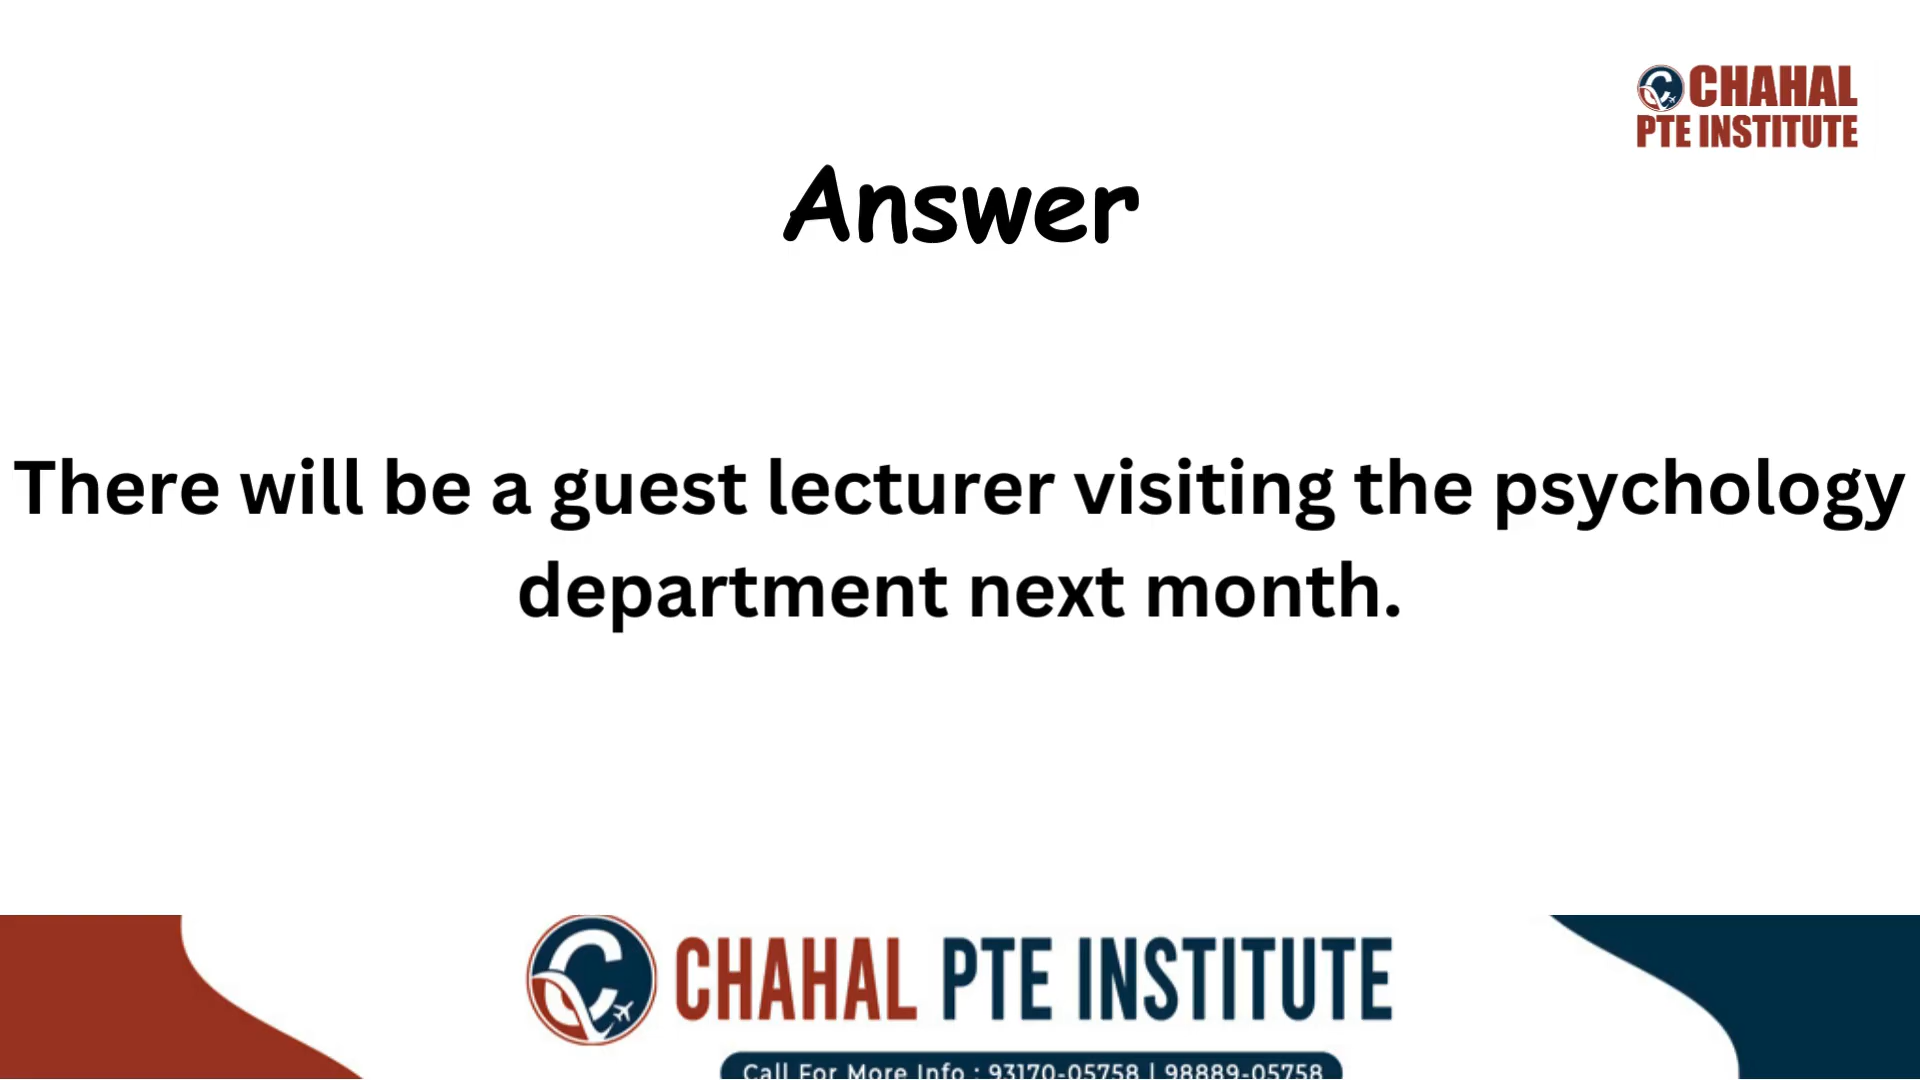 CHAHAL
PTE INSTITUTE
Answer
There will be a guest lecturer visiting the psychology
department next month.
CHAHAL PTE INSTITUTE
Call For More Info : 93170-05758 | 98889-05758